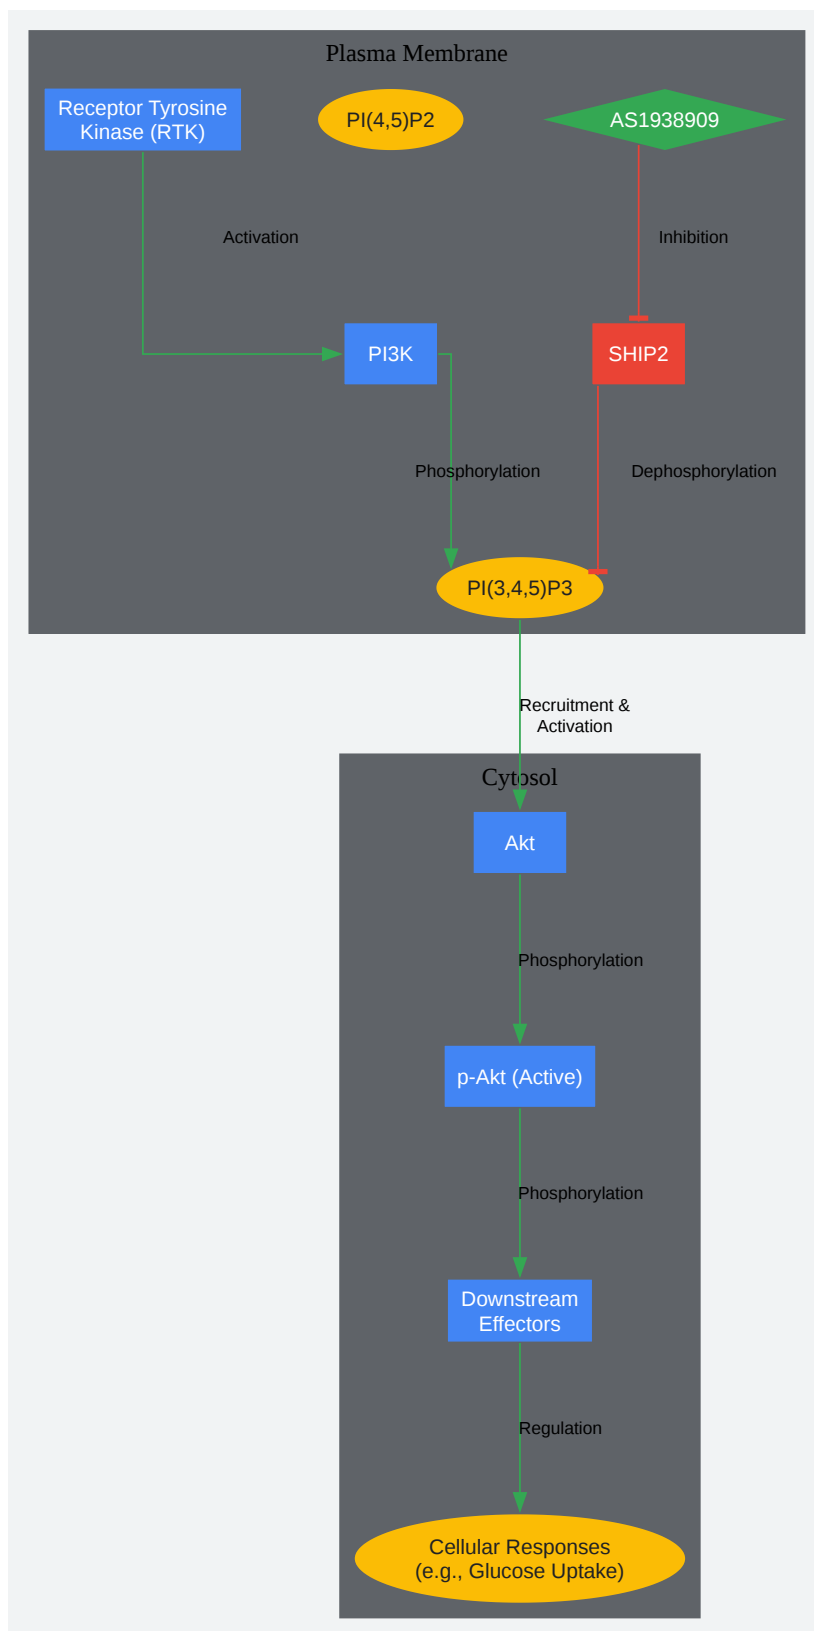 Plasma Membrane
Receptor Tyrosine
Kinase (RTK)
PI(4,5)P2
AS1938909
Activation
Inhibition
PI3K
SHIP2
Phosphorylation
Dephosphorylation
PI(3,4,5)P3
Recruitment &
Activation
Cytosol
Akt
Phosphorylation
p-Akt (Active)
Phosphorylation
Downstream
Effectors
Regulation
Cellular Responses
(e.g., Glucose Uptake)